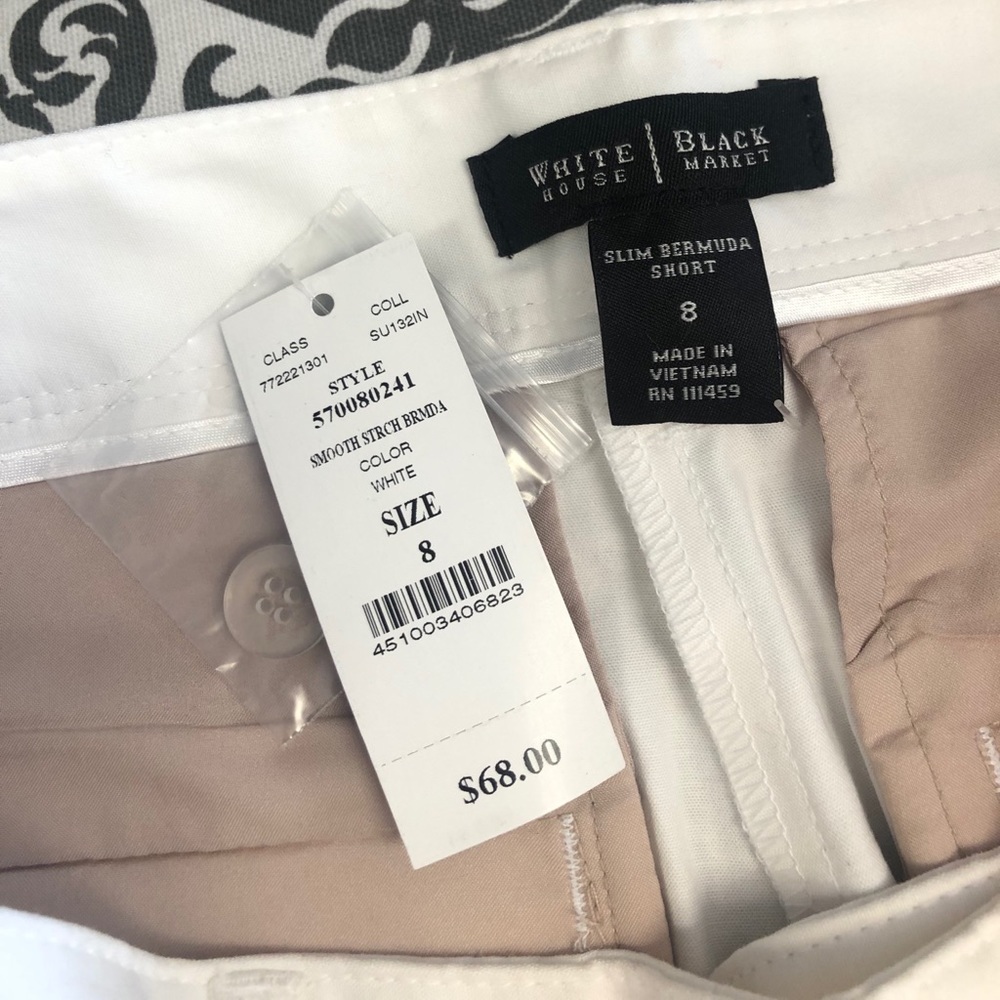 WHITE | BLACK
HOUSE MARKET
SLIM BERMUDA
SHORT
8
MADE IN
VIETNAM
RN 111459
CLASS COLL
772221301 SU132IN
STYLE
570080241
SMOOTH STRCH BRMDA
COLOR
WHITE
SIZE
8
451003406823
$68.00